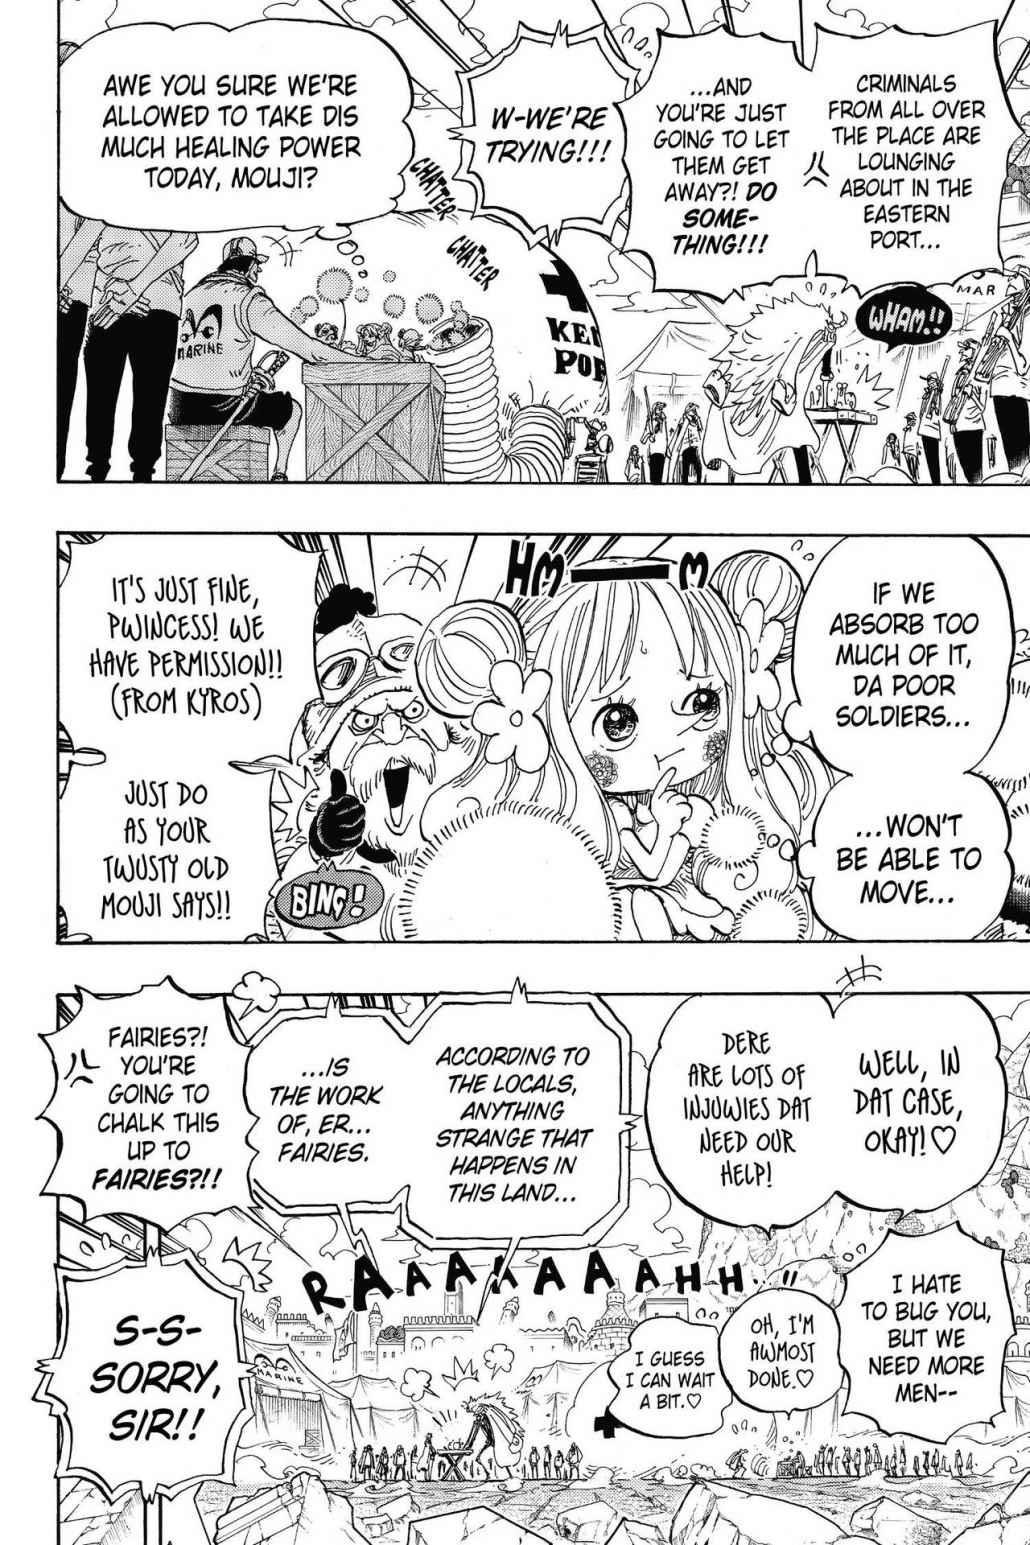 CRIMINALS
FROM ALL OVER
THE PLACE ARE
LOUNGING
ABOUT IN THE
EASTERN
PORT...
...AND
YOU'RE JUST
GOING TO LET
THEM GET
AWAY?! DO
SOME-
THING!!!
W-WE'RE
TRYING!!!
AWE YOU SURE WE'RE
ALLOWED TO TAKE DIS
MUCH HEALING POWER
TODAY, MOUJI?
CHATTER
CHATTER
WHAM!!
MAR
MARINE
POP
IF WE
ABSORB TOO
MUCH OF IT,
DA POOR
SOLDIERS...
...WON'T
BE ABLE TO
MOVE...
HM—M
IT'S JUST FINE,
PWINCESS! WE
HAVE PERMISSION!!
(FROM KYROS)
JUST DO
AS YOUR
TWUSTY OLD
MOUJI SAYS!!
BING!
WELL, IN
DAT CASE,
OKAY!♡
DERE
ARE LOTS OF
INJUWIES DAT
NEED OUR
HELP!
ACCORDING TO
THE LOCALS,
ANYTHING
STRANGE THAT
HAPPENS IN
THIS LAND...
...IS
THE WORK
OF, ER...
FAIRIES.
FAIRIES?!
YOU'RE
GOING TO
CHALK THIS
UP TO
FAIRIES?!!
I HATE
TO BUG YOU,
BUT WE
NEED MORE
MEN--
OH, I'M
AWMOST
DONE.♡
I GUESS
I CAN WAIT
A BIT.♡
RAAAAAAAHH...!!
S-S-
SORRY,
SIR!!
MARINE